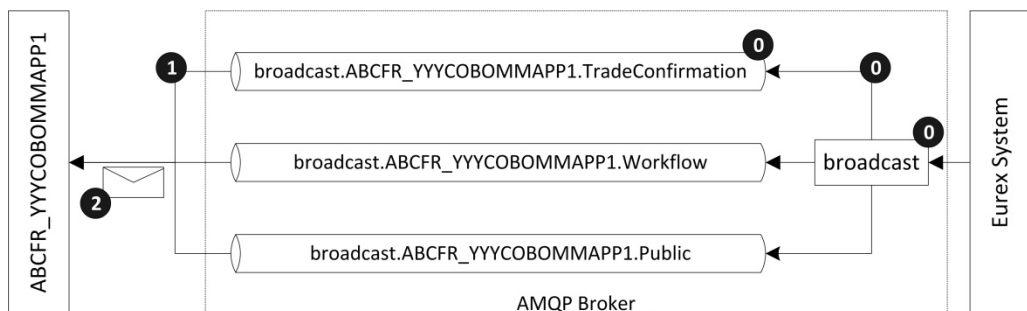 ABCFR_YYYCOBOMMAPP1
0
1
broadcast.ABCFR_YYYCOBOMMAPP1.TradeConfirmation
0
0
broadcast.ABCFR_YYYCOBOMMAPP1.Workflow
broadcast
Eurex System
2
broadcast.ABCFR_YYYCOBOMMAPP1.Public
AMQP Broker